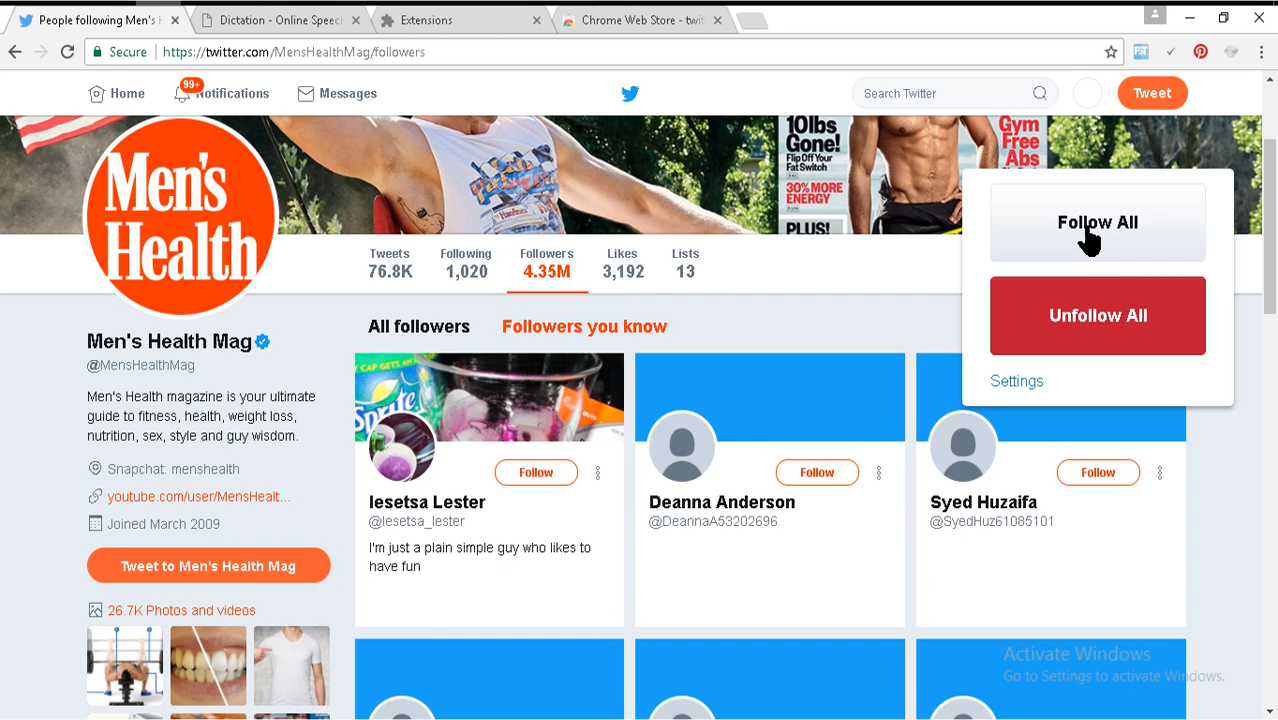 People following Men's H
Dictation - Online Speech
Extensions
Chrome Web Store - twit
Secure
https://twitter.com/MensHealthMag/followers
Home
99+
Notifications
Messages
Search Twitter
Tweet
10lbs
Gone!
Flip Off Your
Fat Switch
30% MORE
ENERGY
PLUS!
Gym
Free
Abs
Men's
Health
Follow All
Unfollow All
Settings
Tweets
76.8K
Following
1,020
Followers
4.35M
Likes
3,192
Lists
13
Men's Health Mag
@MensHealthMag
Men's Health magazine is your ultimate
guide to fitness, health, weight loss,
nutrition, sex, style and guy wisdom.
Snapchat: menshealth
youtube.com/user/MensHealt...
Joined March 2009
Tweet to Men's Health Mag
26.7K Photos and videos
All followers
Followers you know
Sprite
Follow
lesetsa Lester
@lesetsa_lester
I'm just a plain simple guy who likes to
have fun
Follow
Deanna Anderson
@DeannaA53202696
Follow
Syed Huzaifa
@SyedHuz61085101
Activate Windows
Go to Settings to activate Windows.